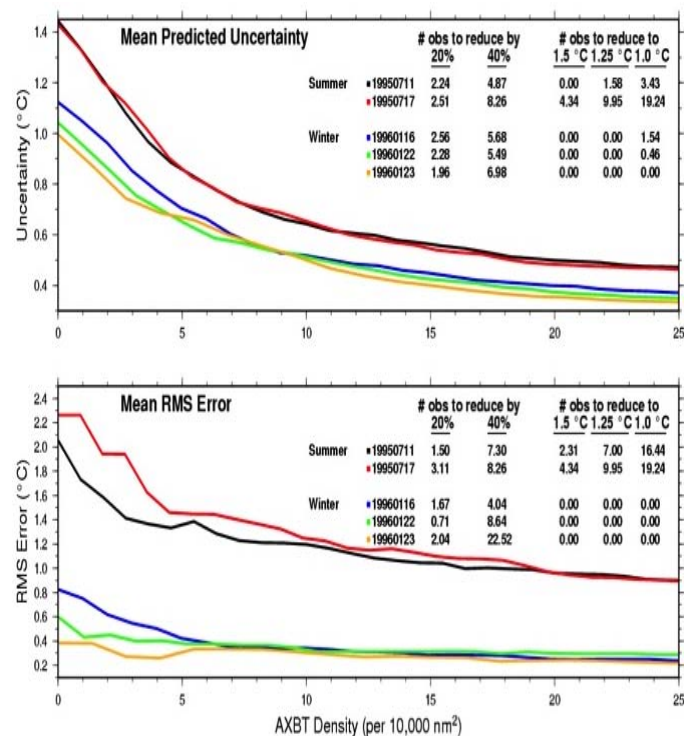 Mean Predicted Uncertainty
# obs to reduce by # obs to reduce to
20% 40% 1.5 °C 1.25 °C 1.0 °C
Summer 19950711 2.24 4.87 0.00 1.58 3.43
19950717 2.51 8.26 4.34 9.95 19.24
Winter 19960116 2.56 5.68 0.00 0.00 1.54
19960122 2.28 5.49 0.00 0.00 0.46
19960123 1.96 6.98 0.00 0.00 0.00
Uncertainty (°C)
1.4
1.2
1.0
0.8
0.6
0.4
0 5 10 15 20 25
Mean RMS Error
# obs to reduce by # obs to reduce to
20% 40% 1.5 °C 1.25 °C 1.0 °C
Summer 19950711 1.50 7.30 2.31 7.00 16.44
19950717 3.11 8.26 4.34 9.95 19.24
Winter 19960116 1.67 4.04 0.00 0.00 0.00
19960122 0.71 8.64 0.00 0.00 0.00
19960123 2.04 22.52 0.00 0.00 0.00
RMS Error (°C)
2.4
2.2
2.0
1.8
1.6
1.4
1.2
1.0
0.8
0.6
0.4
0.2
0 5 10 15 20 25
AXBT Density (per 10,000 nm²)